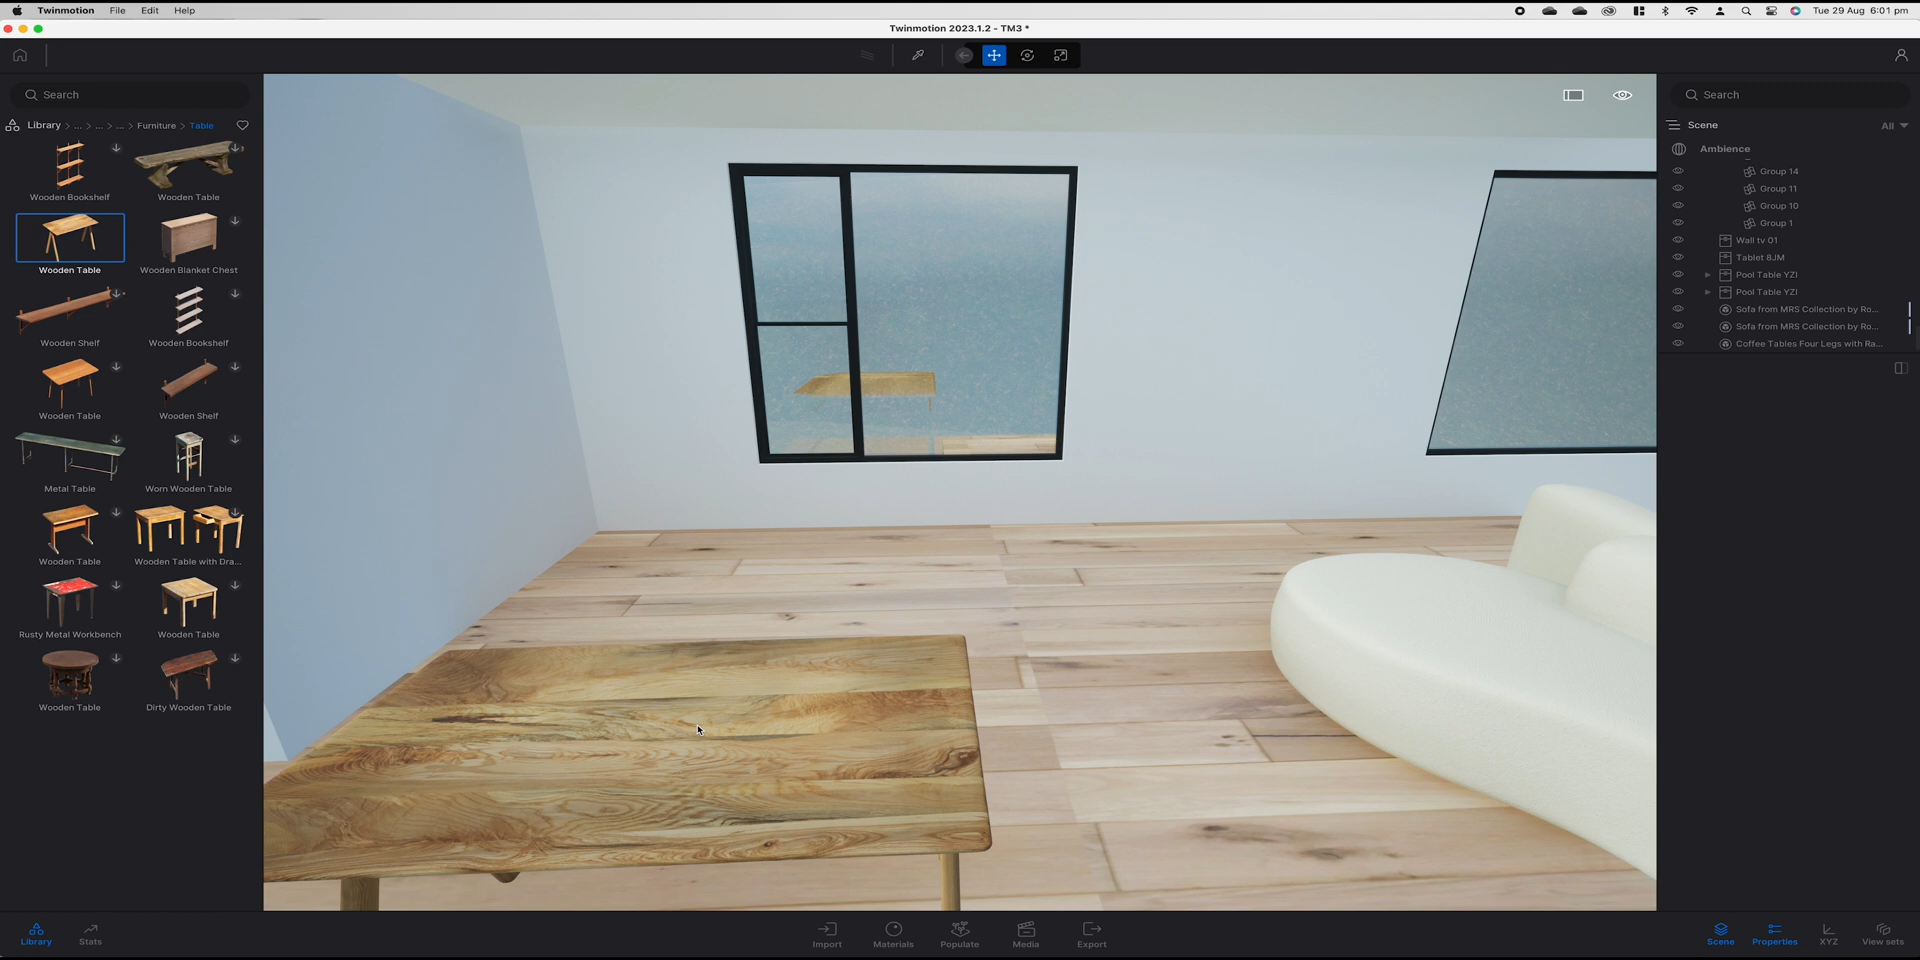 Twinmotion File Edit Help
Tue 29 Aug 6:01 pm
Twinmotion 2023.1.2 - TM3 *
Search
Library > ... > ... > ... > Furniture > Table
Wooden Bookshelf
Wooden Table
Wooden Table
Wooden Blanket Chest
Wooden Shelf
Wooden Bookshelf
Wooden Table
Wooden Shelf
Metal Table
Worn Wooden Table
Wooden Table
Wooden Table with Dra...
Rusty Metal Workbench
Wooden Table
Wooden Table
Dirty Wooden Table
Search
Scene
All
Ambience
Group 14
Group 11
Group 10
Group 1
Wall tv 01
Tablet 8JM
Pool Table YZI
Pool Table YZI
Sofa from MRS Collection by Ro...
Sofa from MRS Collection by Ro...
Coffee Tables Four Legs with Ra...
Library
Stats
Import
Materials
Populate
Media
Export
Scene
Properties
XYZ
View sets